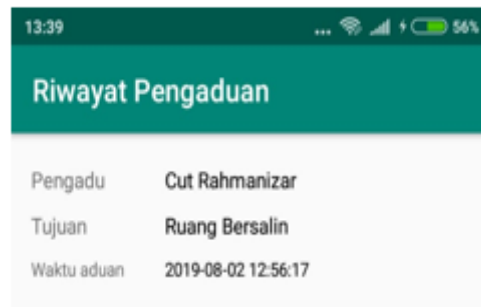 13:39 ... 56%
Riwayat Pengaduan
Pengadu Cut Rahmanizar
Tujuan Ruang Bersalin
Waktu aduan 2019-08-02 12:56:17